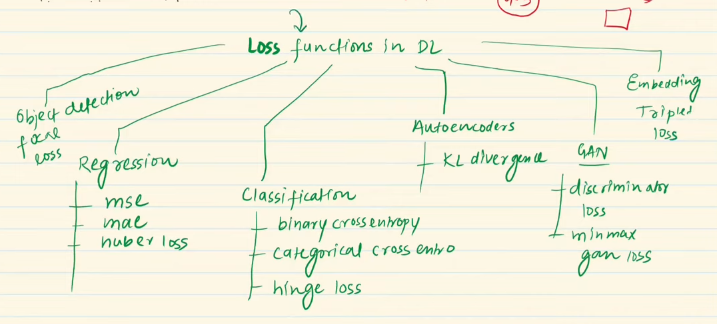 Loss functions in DL
Object detection
focal
loss
Regression
mse
mae
huber loss
Classification
binary cross entropy
categorical cross entro
hinge loss
Autoencoders
KL divergence
GAN
discriminator
loss
minmax
gan loss
Embedding
Triplet
loss